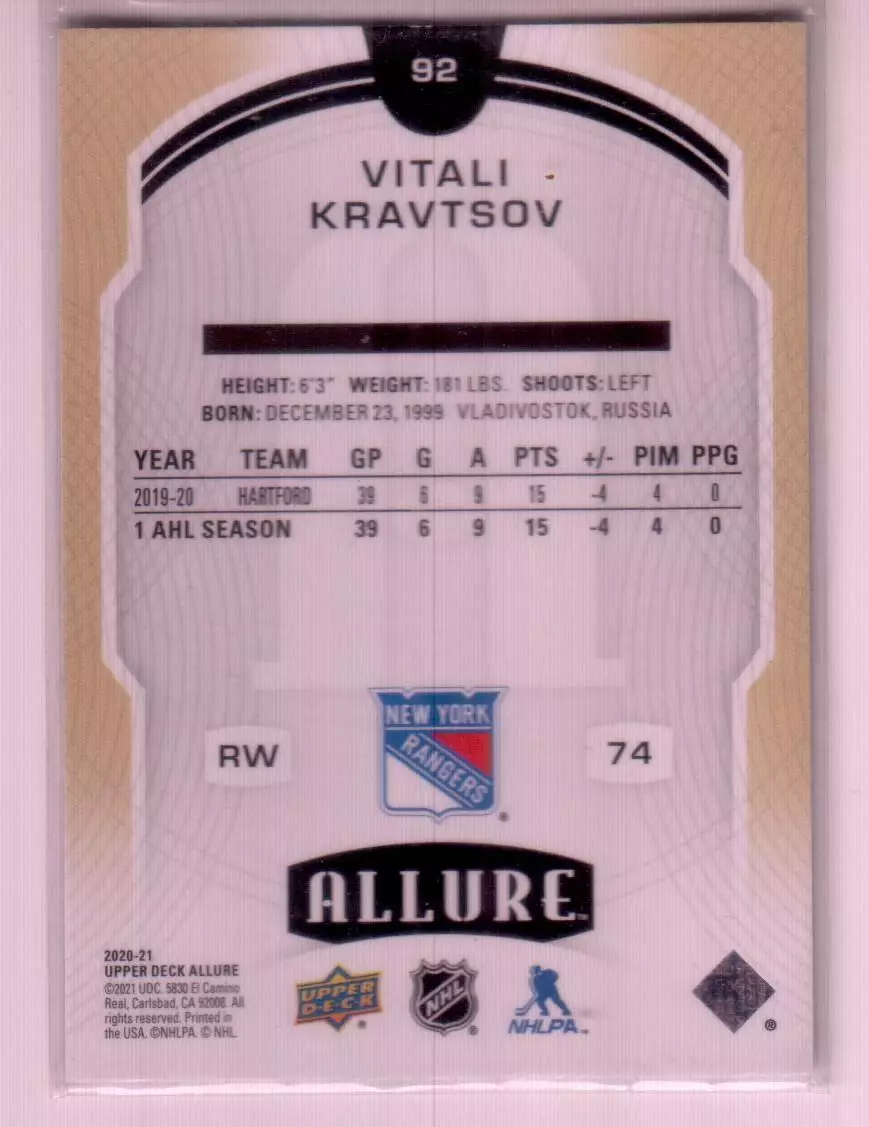 92
VITALI
KRAVTSOV
HEIGHT: 6'3" WEIGHT: 181 LBS. SHOOTS: LEFT
BORN: DECEMBER 23, 1999 VLADIVOSTOK, RUSSIA
YEAR TEAM GP G A PTS +/- PIM PPG
2019-20 HARTFORD 39 6 9 15 -4 4 0
1 AHL SEASON 39 6 9 15 -4 4 0
NEW YORK
RANGERS
®
RW 74
ALLURE™
2020-21
UPPER DECK ALLURE
©2021 UDC. 5830 El Camino
Real, Carlsbad, CA 92008. All
rights reserved. Printed in
the USA. ©NHLPA. © NHL.
UPPER
D·E·C·K ®
NHL ®
NHLPA™
®